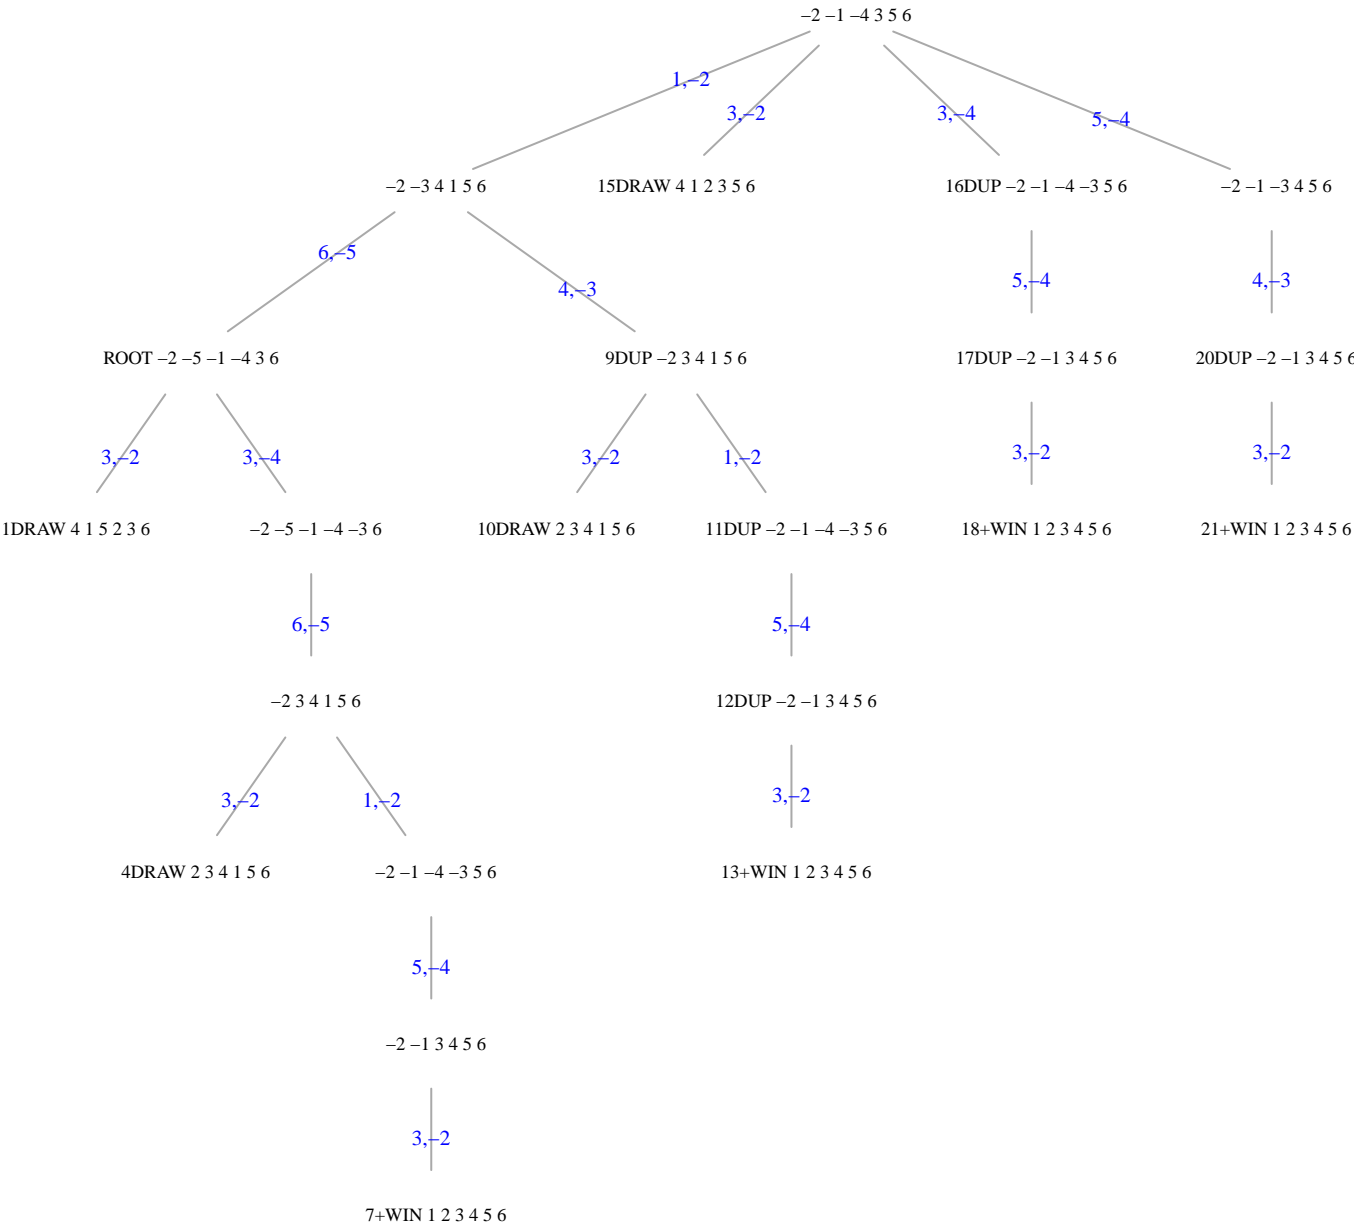 –2 –1 –4 3 5 6
1,–2
3,–2
3,–4
5,–4
–2 –3 4 1 5 6
15DRAW 4 1 2 3 5 6
16DUP –2 –1 –4 –3 5 6
–2 –1 –3 4 5 6
6,–5
4,–3
5,–4
4,–3
ROOT –2 –5 –1 –4 3 6
9DUP –2 3 4 1 5 6
17DUP –2 –1 3 4 5 6
20DUP –2 –1 3 4 5 6
3,–2
3,–4
3,–2
1,–2
3,–2
3,–2
1DRAW 4 1 5 2 3 6
–2 –5 –1 –4 –3 6
10DRAW 2 3 4 1 5 6
11DUP –2 –1 –4 –3 5 6
18+WIN 1 2 3 4 5 6
21+WIN 1 2 3 4 5 6
6,–5
5,–4
–2 3 4 1 5 6
12DUP –2 –1 3 4 5 6
3,–2
1,–2
3,–2
4DRAW 2 3 4 1 5 6
–2 –1 –4 –3 5 6
13+WIN 1 2 3 4 5 6
5,–4
–2 –1 3 4 5 6
3,–2
7+WIN 1 2 3 4 5 6